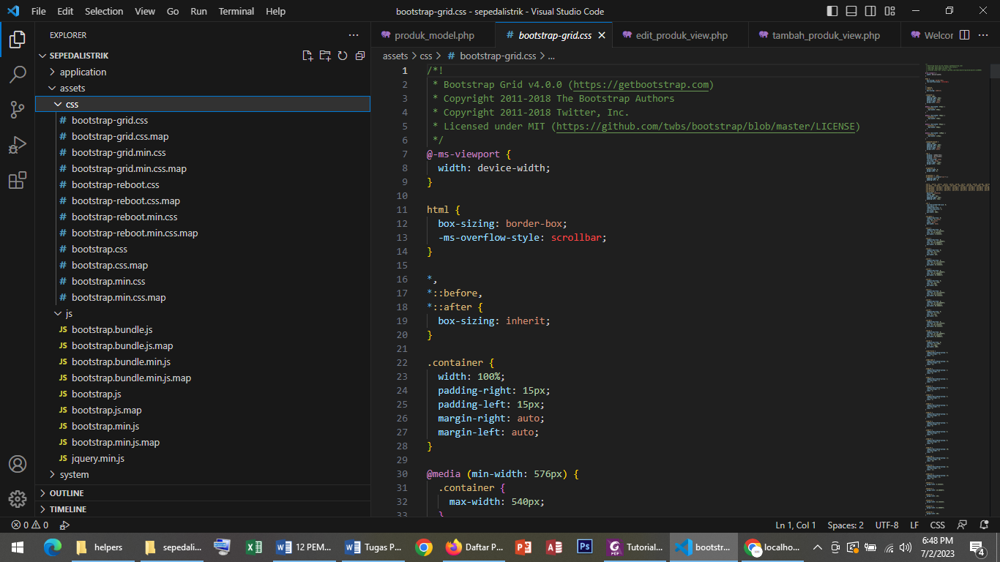 File Edit Selection View Go Run Terminal Help
bootstrap-grid.css - sepedalistrik - Visual Studio Code
EXPLORER
SEPEDALISTRIK
application
assets
css
bootstrap-grid.css
bootstrap-grid.css.map
bootstrap-grid.min.css
bootstrap-grid.min.css.map
bootstrap-reboot.css
bootstrap-reboot.css.map
bootstrap-reboot.min.css
bootstrap-reboot.min.css.map
bootstrap.css
bootstrap.css.map
bootstrap.min.css
bootstrap.min.css.map
js
JS bootstrap.bundle.js
JS bootstrap.bundle.js.map
JS bootstrap.bundle.min.js
JS bootstrap.bundle.min.js.map
JS bootstrap.js
JS bootstrap.js.map
JS bootstrap.min.js
JS bootstrap.min.js.map
JS jquery.min.js
system
OUTLINE
TIMELINE
produk_model.php # bootstrap-grid.css edit_produk_view.php tambah_produk_view.php Welcor
assets > css > # bootstrap-grid.css > ...
1 /*!
2 * Bootstrap Grid v4.0.0 (https://getbootstrap.com)
3 * Copyright 2011-2018 The Bootstrap Authors
4 * Copyright 2011-2018 Twitter, Inc.
5 * Licensed under MIT (https://github.com/twbs/bootstrap/blob/master/LICENSE)
6 */
7 @-ms-viewport {
8 width: device-width;
9 }
10
11 html {
12 box-sizing: border-box;
13 -ms-overflow-style: scrollbar;
14 }
15
16 *,
17 *::before,
18 *::after {
19 box-sizing: inherit;
20 }
21
22 .container {
23 width: 100%;
24 padding-right: 15px;
25 padding-left: 15px;
26 margin-right: auto;
27 margin-left: auto;
28 }
29
30 @media (min-width: 576px) {
31 .container {
32 max-width: 540px;
33 }
0 0 Ln 1, Col 1 Spaces: 2 UTF-8 LF CSS
helpers sepedali... 12 PEM... Tugas P... Daftar P... Tutorial... bootstr... localho... 6:48 PM
7/2/2023
4